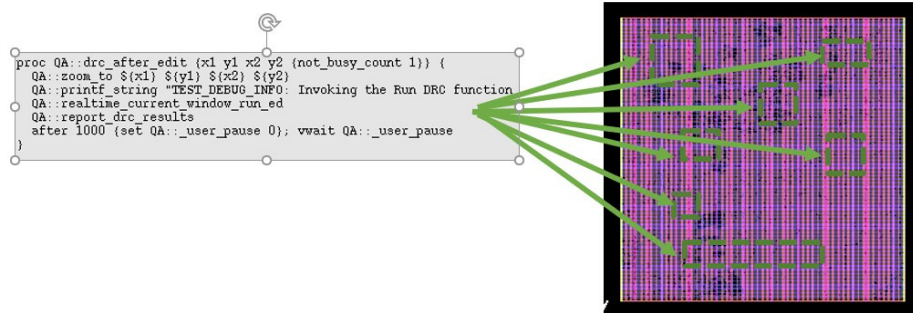 proc QA::drc_after_edit {x1 y1 x2 y2 {not_busy_count 1}} {
QA::zoom_to ${x1} ${y1} ${x2} ${y2}
QA::printf_string "TEST_DEBUG_INFO: Invoking the Run DRC function
QA::realtime_current_window_run_ed
QA::report_drc_results
after 1000 {set QA::_user_pause 0}; vwait QA::_user_pause
}